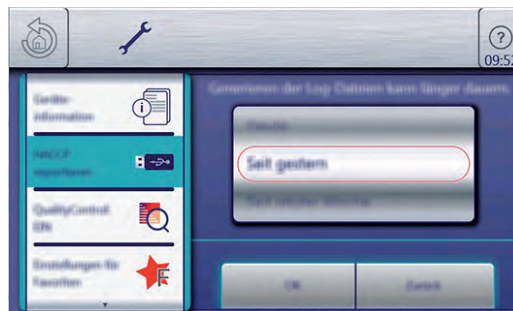 ?
09:52
Generieren der Log Dateien kann länger dauern.
Geräte-
information
HACCP
exportieren
Heute
Seit gestern
Seit letzter Woche
QualityControl
Einstellungen für
Favoriten
F
OK
Zurück